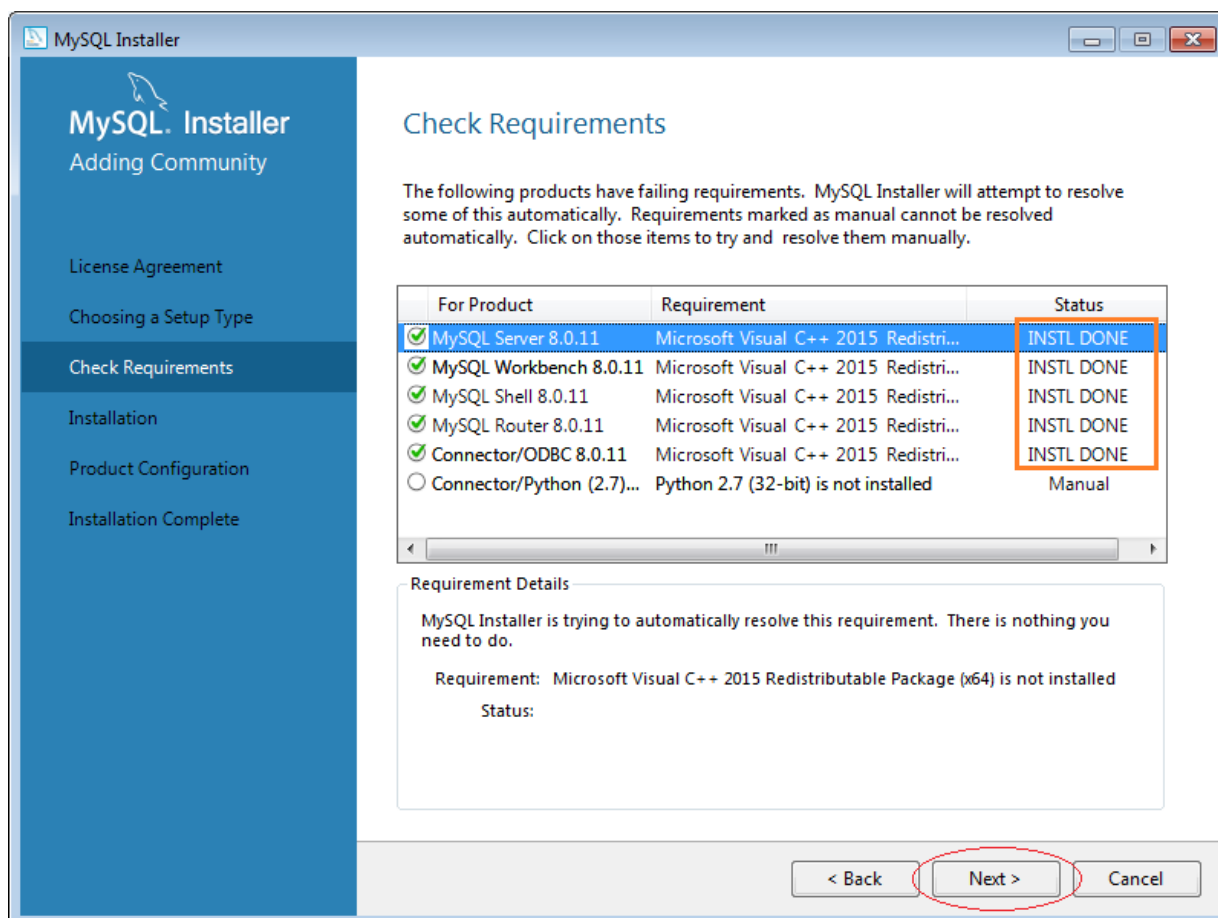 MySQL Installer
MySQL. Installer
Adding Community
License Agreement
Choosing a Setup Type
Check Requirements
Installation
Product Configuration
Installation Complete
Check Requirements
The following products have failing requirements. MySQL Installer will attempt to resolve
some of this automatically. Requirements marked as manual cannot be resolved
automatically. Click on those items to try and resolve them manually.
For Product Requirement Status
MySQL Server 8.0.11 Microsoft Visual C++ 2015 Redistri... INSTL DONE
MySQL Workbench 8.0.11 Microsoft Visual C++ 2015 Redistri... INSTL DONE
MySQL Shell 8.0.11 Microsoft Visual C++ 2015 Redistri... INSTL DONE
MySQL Router 8.0.11 Microsoft Visual C++ 2015 Redistri... INSTL DONE
Connector/ODBC 8.0.11 Microsoft Visual C++ 2015 Redistri... INSTL DONE
Connector/Python (2.7)... Python 2.7 (32-bit) is not installed Manual
Requirement Details
MySQL Installer is trying to automatically resolve this requirement. There is nothing you
need to do.
Requirement: Microsoft Visual C++ 2015 Redistributable Package (x64) is not installed
Status:
< Back Next > Cancel